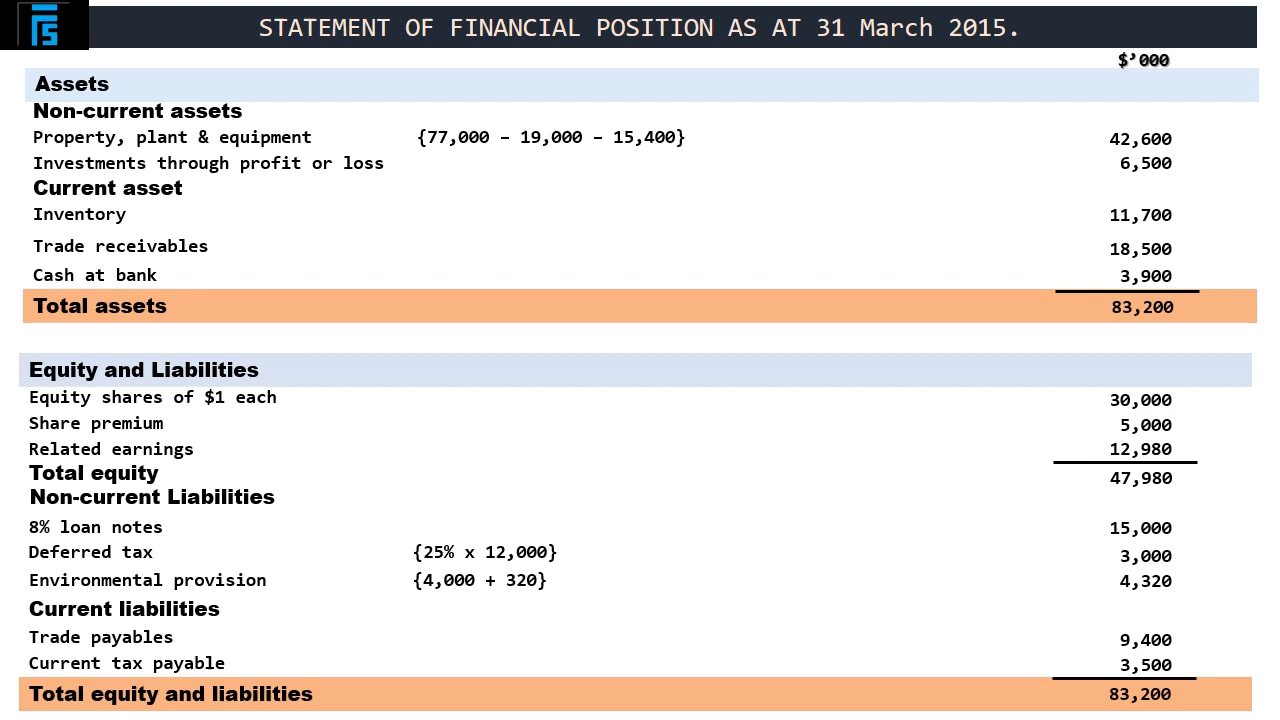 STATEMENT OF FINANCIAL POSITION AS AT 31 March 2015.
$’000
Assets
Non-current assets
Property, plant & equipment {77,000 – 19,000 – 15,400} 42,600
Investments through profit or loss 6,500
Current asset
Inventory 11,700
Trade receivables 18,500
Cash at bank 3,900
Total assets 83,200
Equity and Liabilities
Equity shares of $1 each 30,000
Share premium 5,000
Related earnings 12,980
Total equity 47,980
Non-current Liabilities
8% loan notes 15,000
Deferred tax {25% x 12,000} 3,000
Environmental provision {4,000 + 320} 4,320
Current liabilities
Trade payables 9,400
Current tax payable 3,500
Total equity and liabilities 83,200